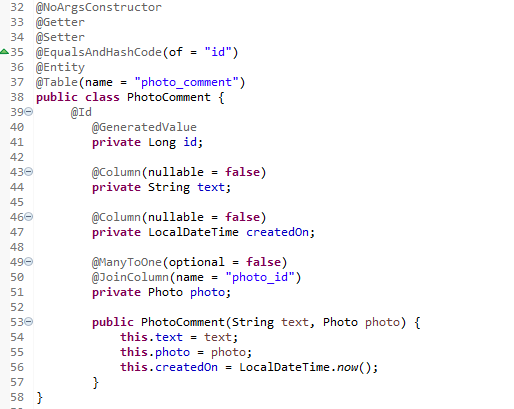 32 @NoArgsConstructor
33 @Getter
34 @Setter
35 @EqualsAndHashCode(of = "id")
36 @Entity
37 @Table(name = "photo_comment")
38 public class PhotoComment {
39     @Id
40        @GeneratedValue
41        private Long id;
42
43        @Column(nullable = false)
44        private String text;
45
46        @Column(nullable = false)
47        private LocalDateTime createdOn;
48
49        @ManyToOne(optional = false)
50        @JoinColumn(name = "photo_id")
51        private Photo photo;
52
53        public PhotoComment(String text, Photo photo) {
54            this.text = text;
55            this.photo = photo;
56            this.createdOn = LocalDateTime.now();
57        }
58 }